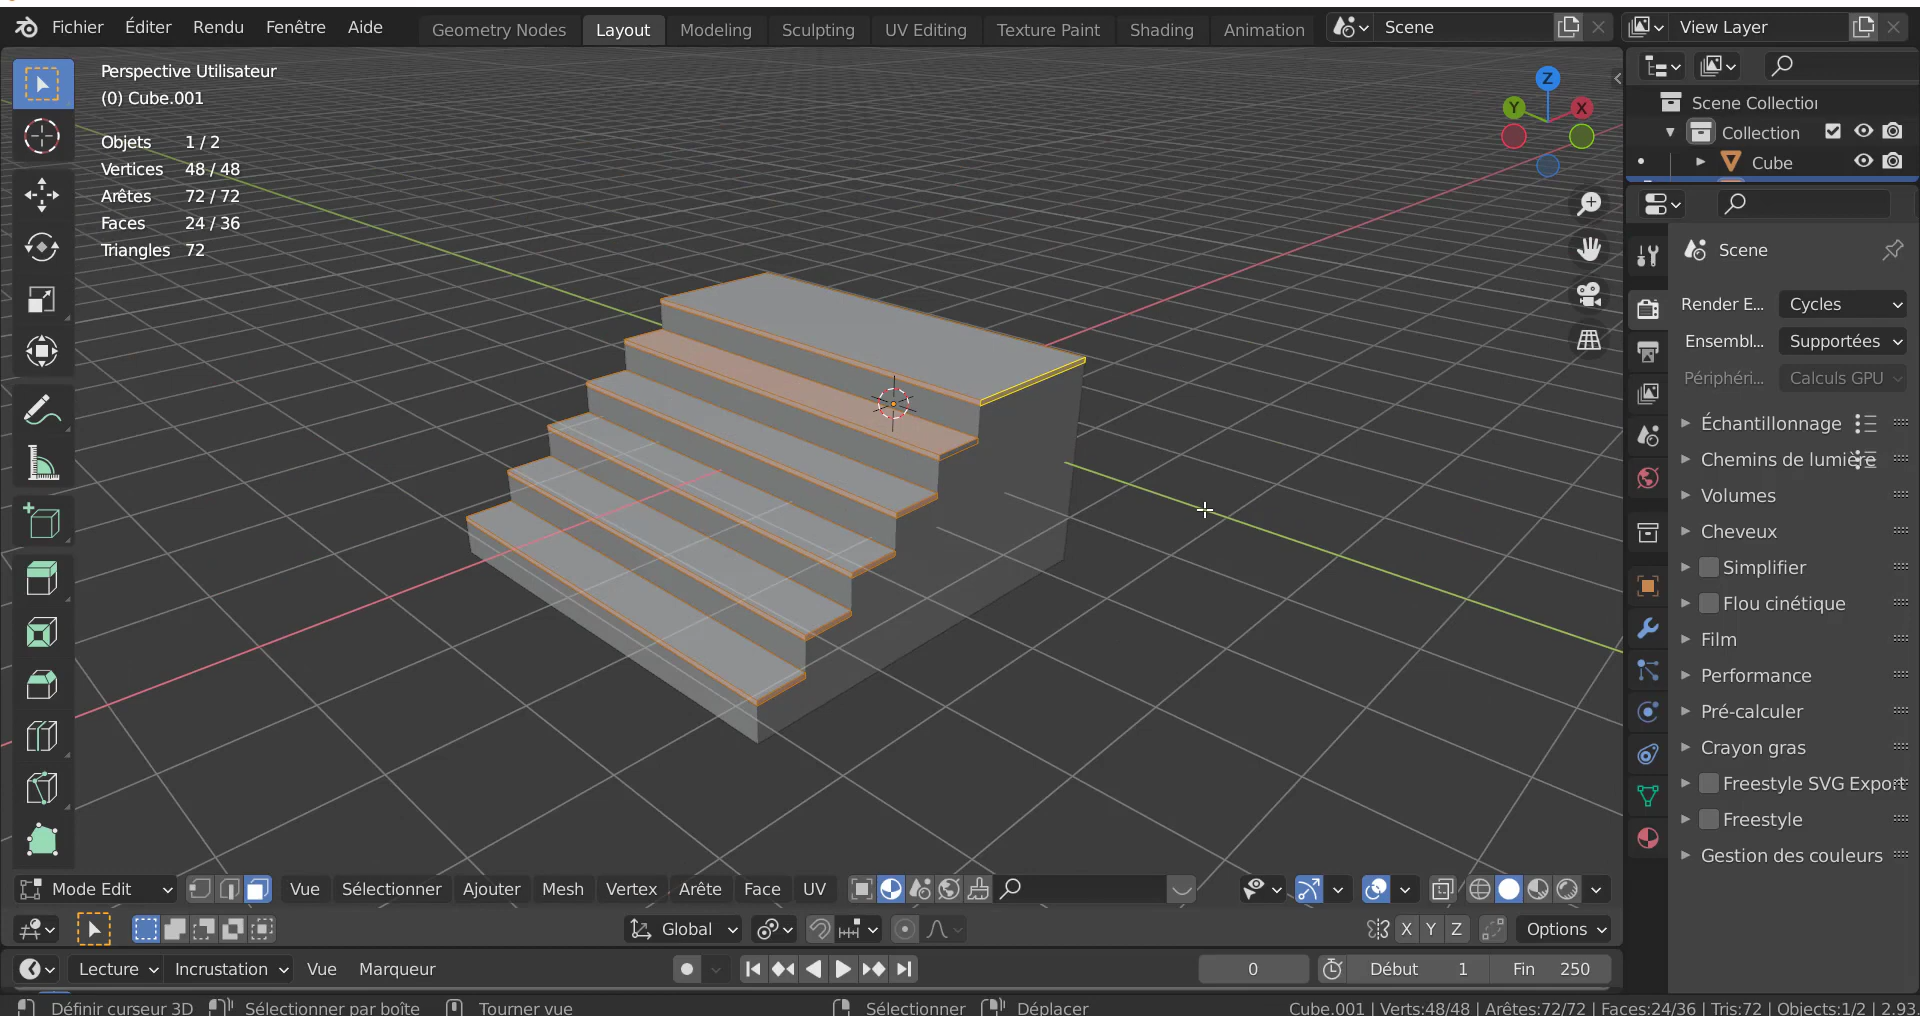 Fichier Éditer Rendu Fenêtre Aide Geometry Nodes Layout Modeling Sculpting UV Editing Texture Paint Shading Animation Scene View Layer
Perspective Utilisateur
(0) Cube.001
Objets 1 / 2
Vertices 48 / 48
Arêtes 72 / 72
Faces 24 / 36
Triangles 72
Z
Y
X
Scene Collection
Collection
Cube
Scene
Render E... Cycles
Ensembl... Supportées
Périphéri... Calculs GPU
Échantillonnage
Chemins de lumière
Volumes
Cheveux
Simplifier
Flou cinétique
Film
Performance
Pré-calculer
Crayon gras
Freestyle SVG Export
Freestyle
Gestion des couleurs
Mode Edit Vue Sélectionner Ajouter Mesh Vertex Arête Face UV
Global X Y Z Options
Lecture Incrustation Vue Marqueur 0 Début 1 Fin 250
Définir curseur 3D Sélectionner par boîte Tourner vue Sélectionner Déplacer Cube.001 | Verts:48/48 | Arêtes:72/72 | Faces:24/36 | Tris:72 | Objects:1/2 | 2.93